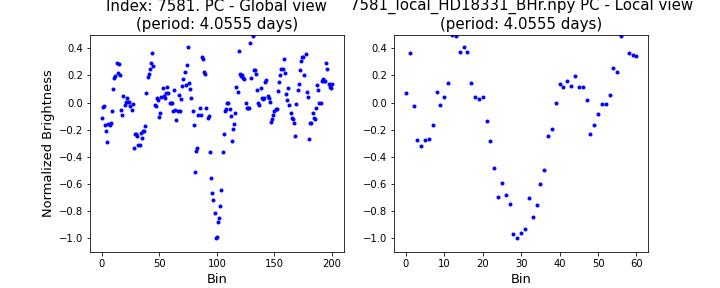 Index: 7581. PC - Global view
(period: 4.0555 days)
7581_local_HD18331_BHr.npy PC - Local view
(period: 4.0555 days)
Normalized Brightness
0.4
0.2
0.0
−0.2
−0.4
−0.6
−0.8
−1.0
0 50 100 150 200
Bin
0.4
0.2
0.0
−0.2
−0.4
−0.6
−0.8
−1.0
0 10 20 30 40 50 60
Bin